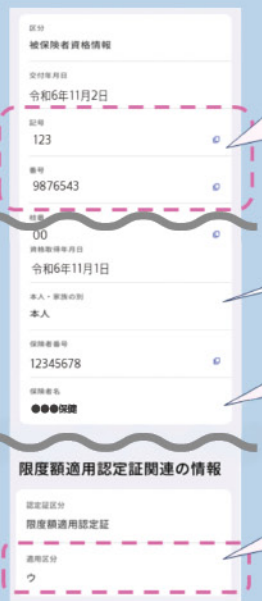 区分
被保険者資格情報
交付年月日
令和6年11月2日
記号
123
番号
9876543
枝番
00
資格取得年月日
令和6年11月1日
本人・家族の別
本人
保険者番号
12345678
保険者名
●●●保健
限度額適用認定証関連の情報
認定証区分
限度額適用認定証
適用区分
ウ